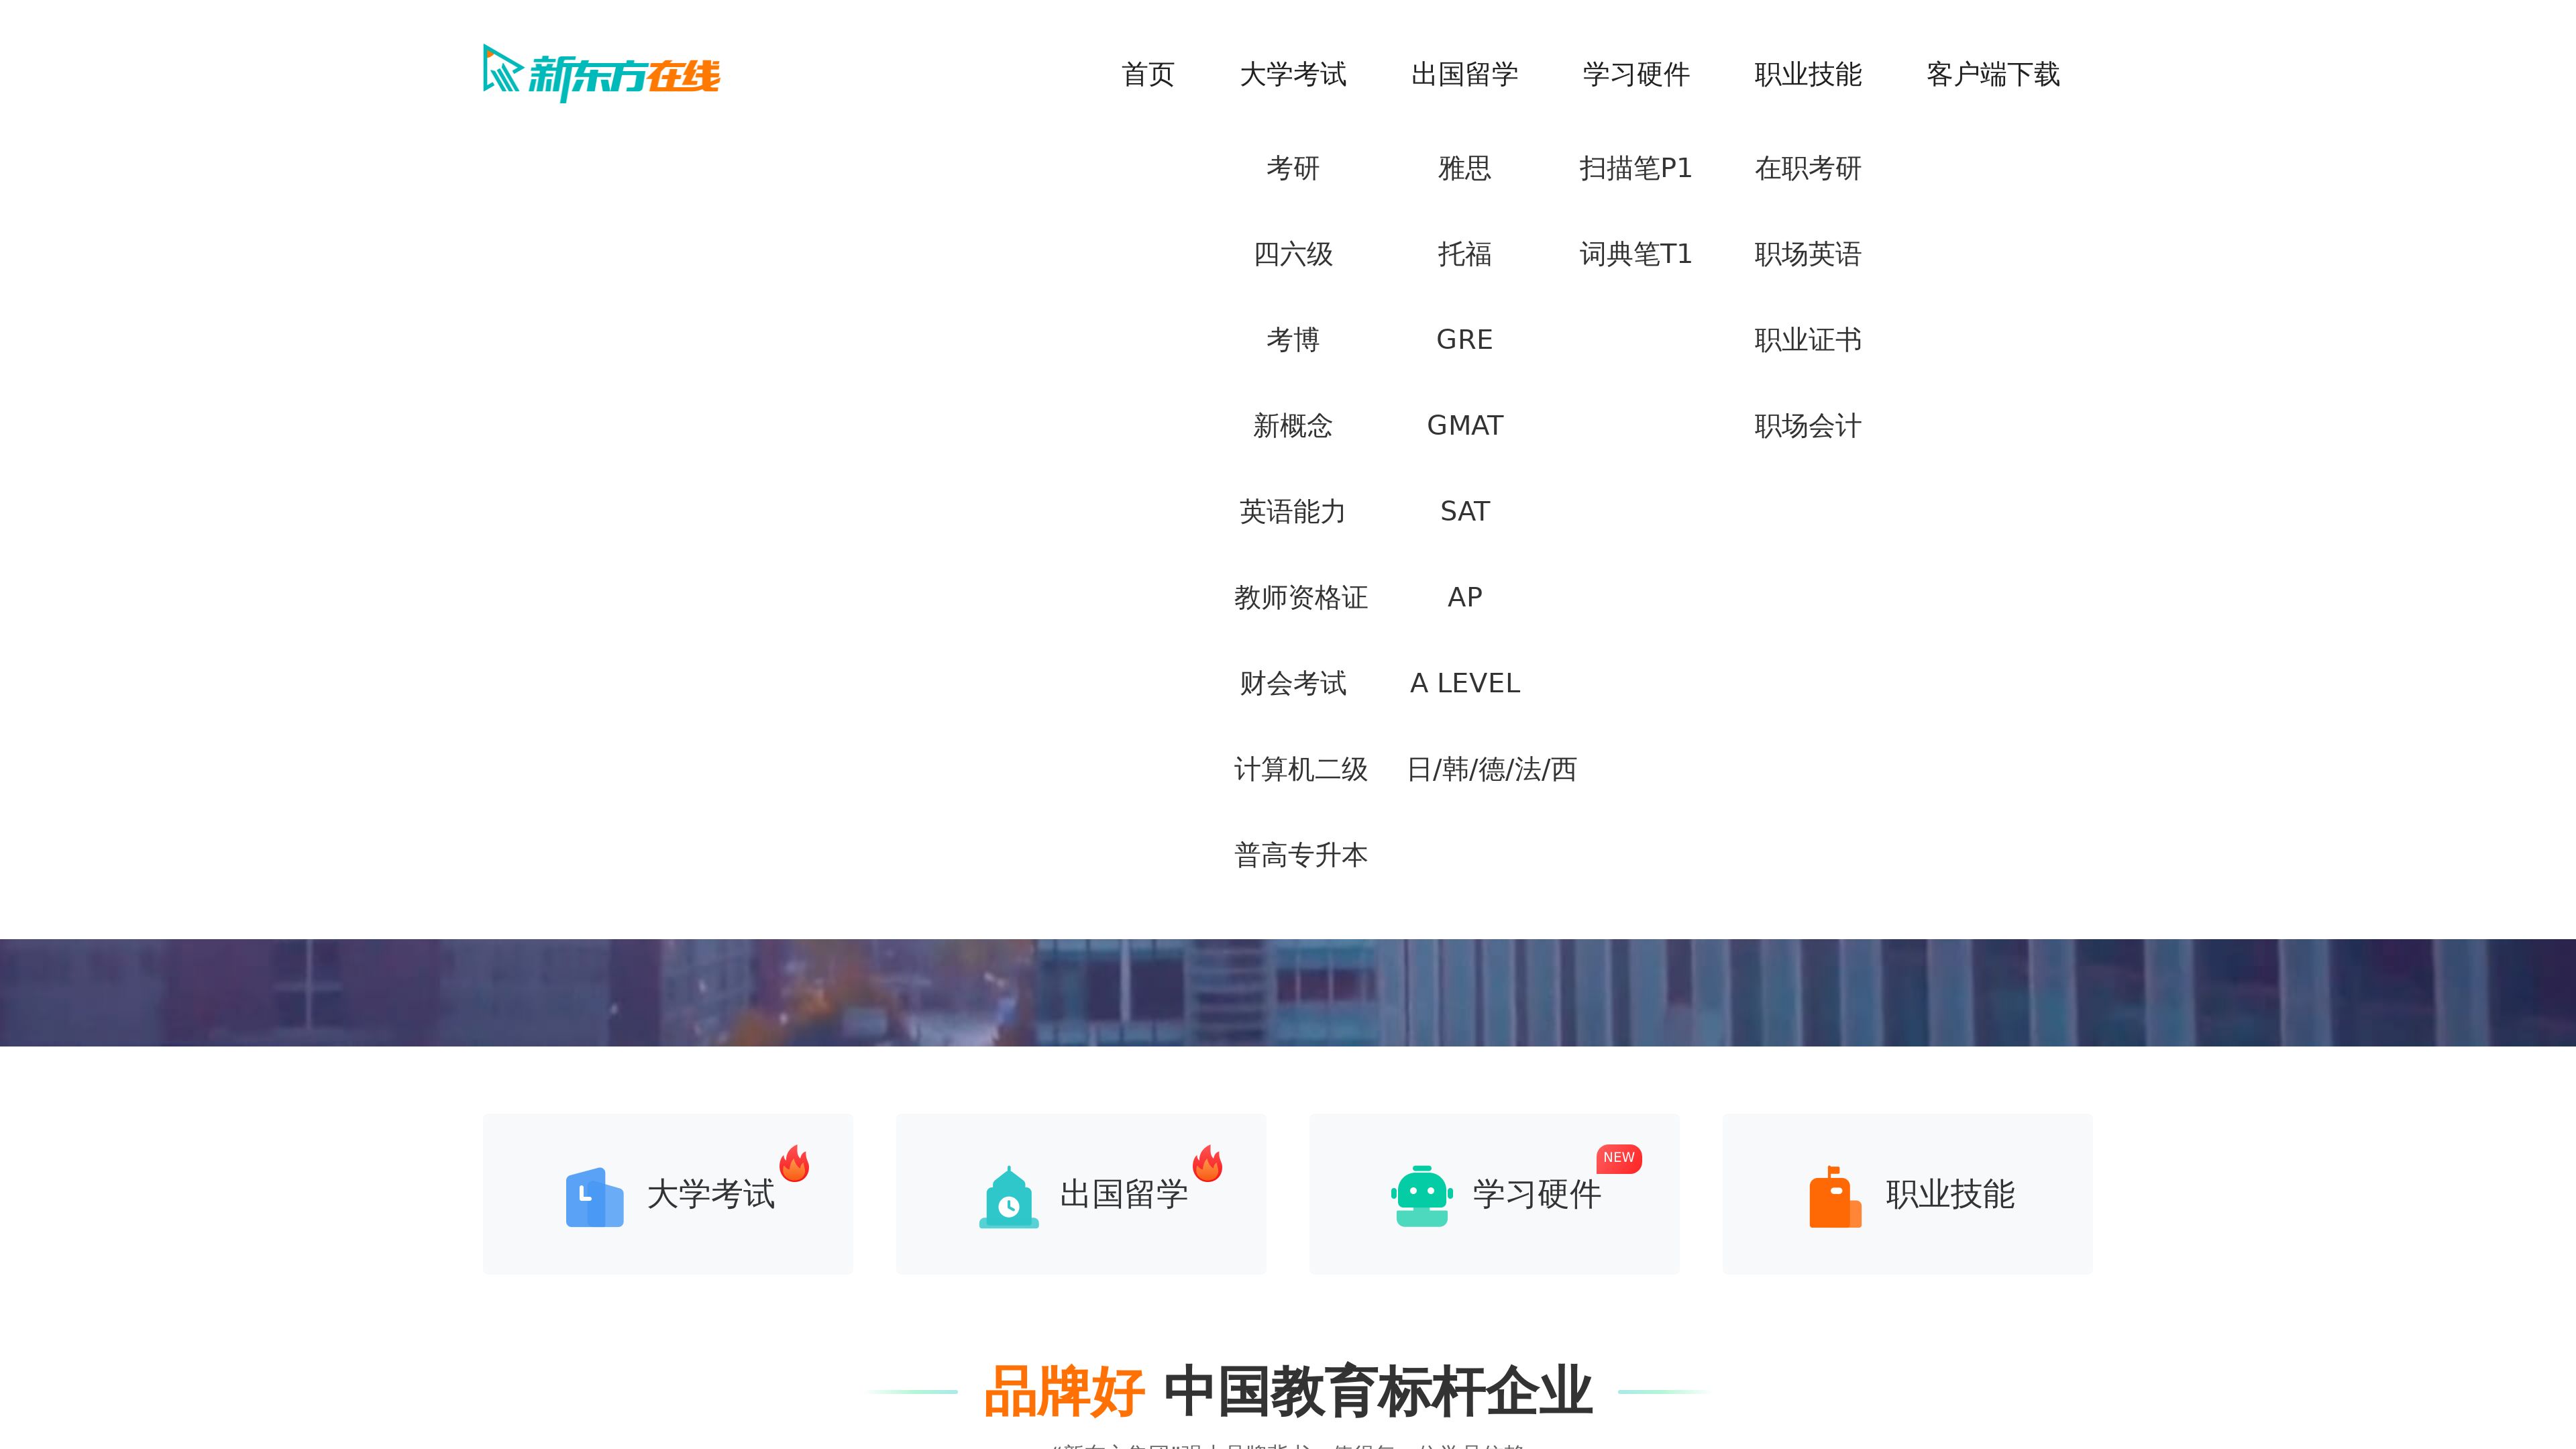 新东方在线
首页 大学考试 出国留学 学习硬件 职业技能 客户端下载
考研 雅思 扫描笔P1 在职考研
四六级 托福 词典笔T1 职场英语
考博 GRE 职业证书
新概念 GMAT 职场会计
英语能力 SAT
教师资格证 AP
财会考试 A LEVEL
计算机二级 日/韩/德/法/西
普高专升本
大学考试 出国留学 学习硬件 NEW 职业技能
品牌好 中国教育标杆企业